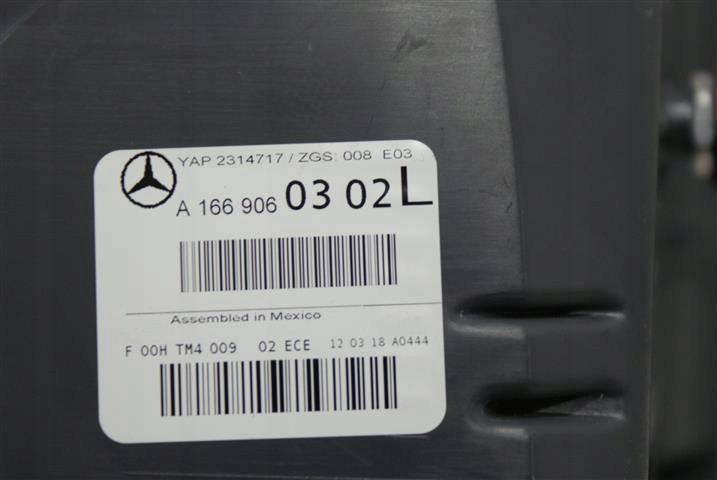 YAP 2314717 / ZGS: 008 E03
A 166 906 03 02 L
Assembled in Mexico
F 00H TM4 009 02 ECE 12 03 18 A0444